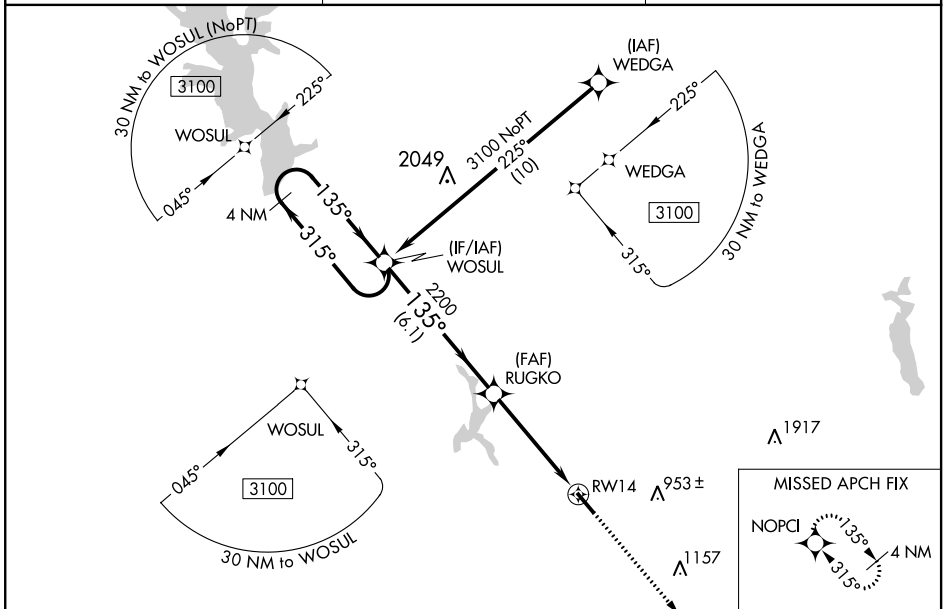 30 NM to WOSUL (NoPT)
3100
225°
WOSUL
045°
(IAF)
WEDGA
3100 NoPT
225°
(10)
2049
225°
WEDGA
3100
315°
30 NM to WEDGA
4 NM
135°
315°
(IF/IAF)
WOSUL
2200
135°
(6.1)
(FAF)
RUGKO
WOSUL
045°
315°
3100
30 NM to WOSUL
1917
RW14
953 ±
1157
MISSED APCH FIX
NOPCI
135°
315°
4 NM